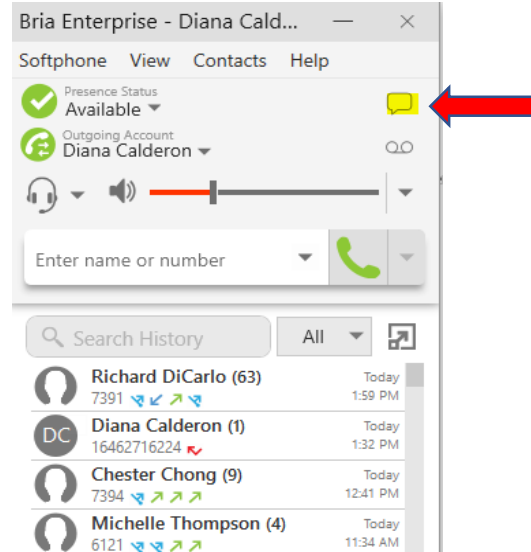 Bria Enterprise - Diana Cald...
Softphone View Contacts Help
Presence Status
Available
Outgoing Account
Diana Calderon
Enter name or number
Search History All
Richard DiCarlo (63) Today
7391 1:59 PM
DC Diana Calderon (1) Today
16462716224 1:32 PM
Chester Chong (9) Today
7394 12:41 PM
Michelle Thompson (4) Today
6121 11:34 AM